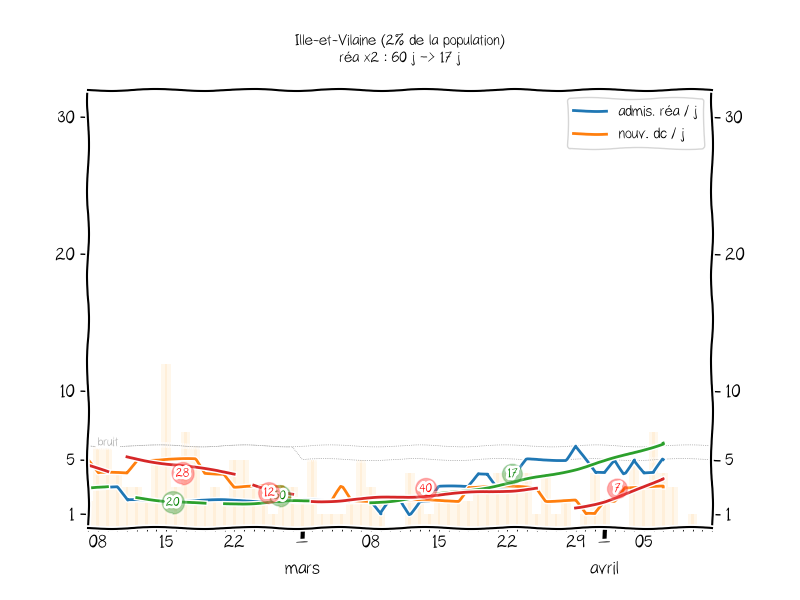 Ille-et-Vilaine (2% de la population)
réa x2 : 60 j -> 17 j
admis. réa / j
nouv. dc / j
30 30
20 20
10 10
bruit
5 5
1 1
28
12
20
40
17
7
08 15 22 1 08 15 22 29 1 05
mars avril